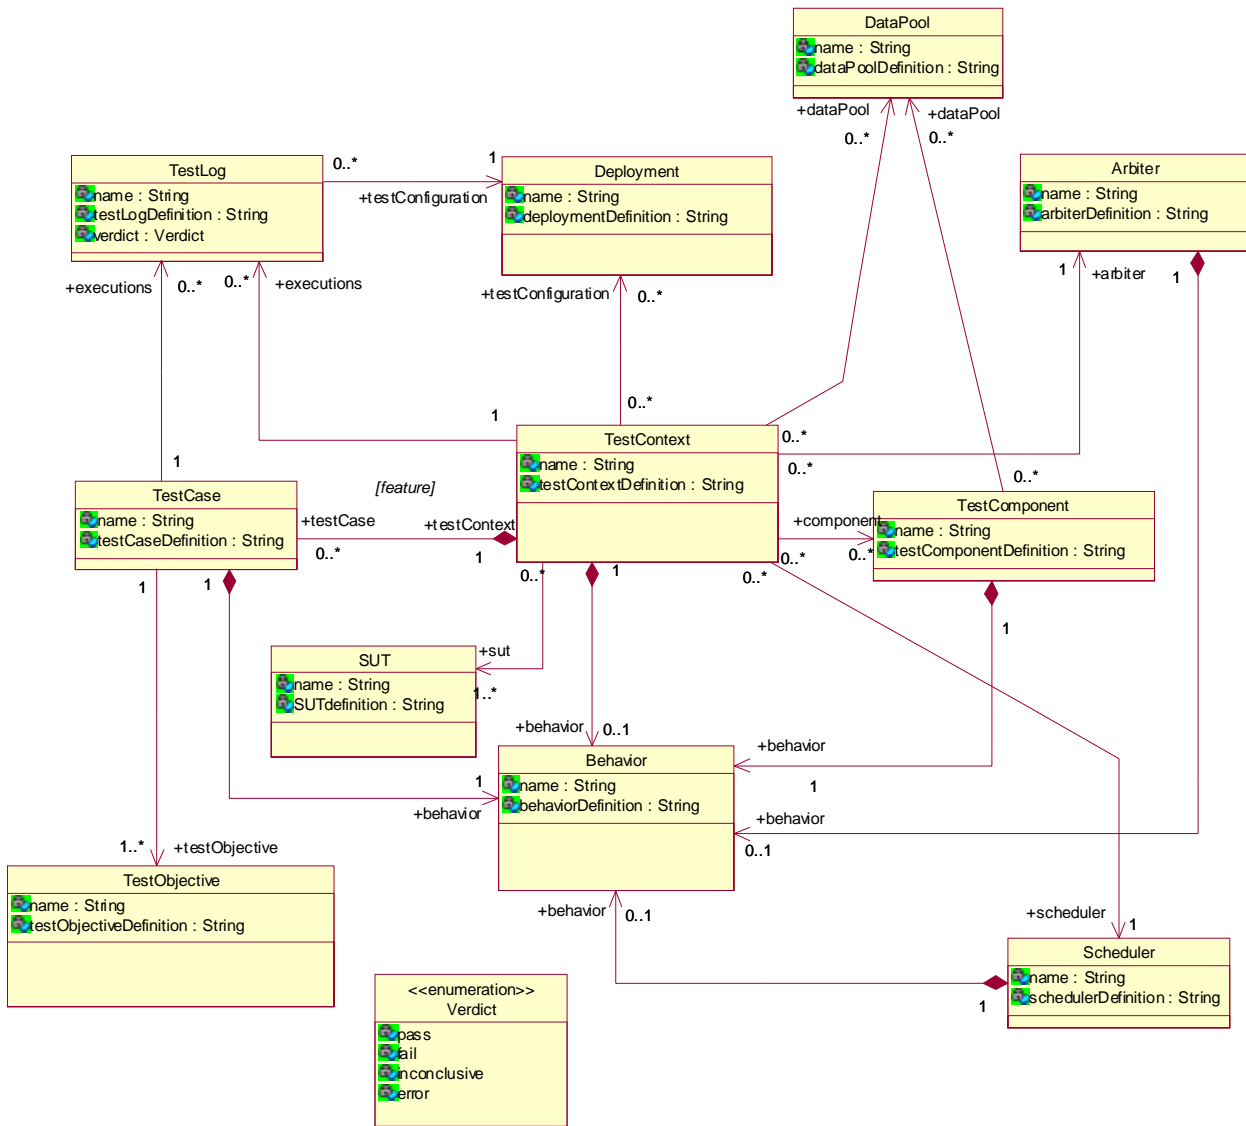 DataPool
name : String
dataPoolDefinition : String
+dataPool
+dataPool
0..*
0..*
TestLog
name : String
testLogDefinition : String
verdict : Verdict
0..*
1
+testConfiguration
Deployment
name : String
deploymentDefinition : String
Arbiter
name : String
arbiterDefinition : String
+executions
0..*
0..*
+executions
+testConfiguration
0..*
1
+arbiter
1
1
0..*
TestContext
name : String
testContextDefinition : String
0..*
0..*
0..*
1
TestCase
name : String
testCaseDefinition : String
[feature]
+testCase
0..*
+testContext
1
+component
0..*
0..*
TestComponent
name : String
testComponentDefinition : String
1
1
0..*
1
0..*
1
SUT
name : String
SUTdefinition : String
+sut
1..*
+behavior
0..1
Behavior
name : String
behaviorDefinition : String
1
+behavior
+behavior
1
+behavior
0..1
1..*
+testObjective
TestObjective
name : String
testObjectiveDefinition : String
+behavior
0..1
+scheduler
1
Scheduler
name : String
schedulerDefinition : String
1
<<enumeration>>
Verdict
pass
fail
inconclusive
error